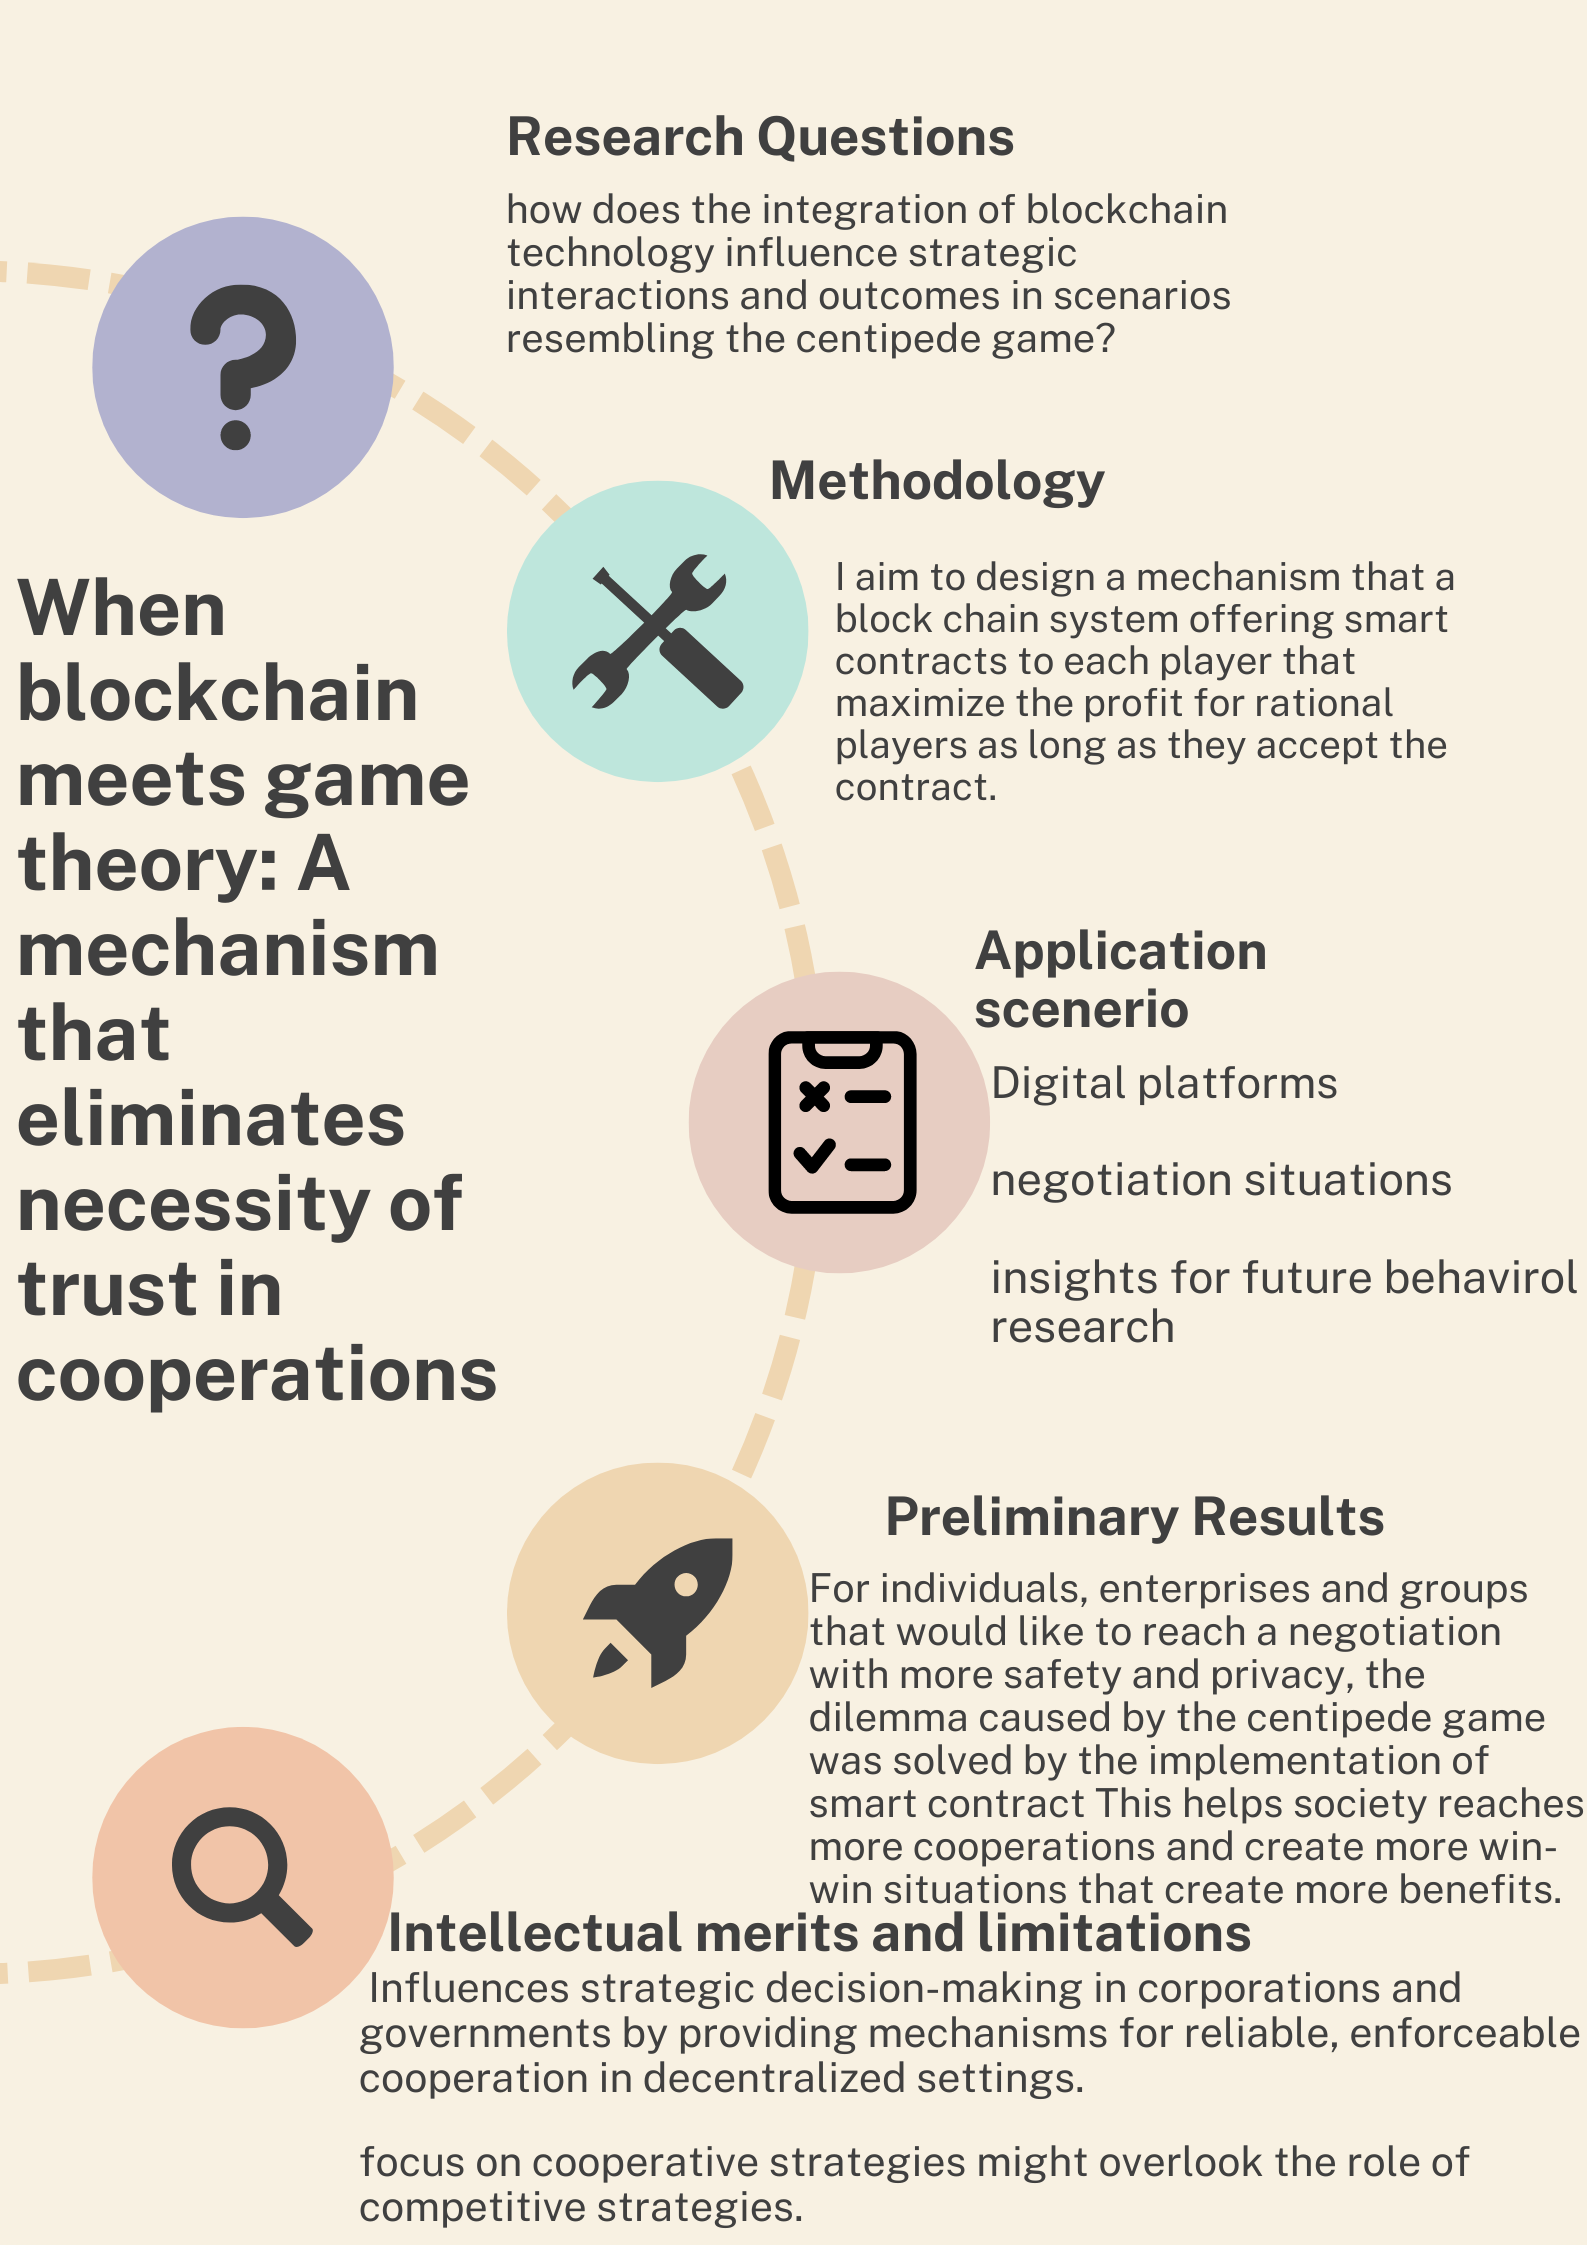 Research Questions
how does the integration of blockchain
technology influence strategic
interactions and outcomes in scenarios
resembling the centipede game?
Methodology
I aim to design a mechanism that a
block chain system offering smart
contracts to each player that
maximize the profit for rational
players as long as they accept the
contract.
When
blockchain
meets game
theory: A
mechanism
that
eliminates
necessity of
trust in
cooperations
Application
scenerio
Digital platforms
negotiation situations
insights for future behavirol
research
Preliminary Results
For individuals, enterprises and groups
that would like to reach a negotiation
with more safety and privacy, the
dilemma caused by the centipede game
was solved by the implementation of
smart contract This helps society reaches
more cooperations and create more win-
win situations that create more benefits.
Intellectual merits and limitations
Influences strategic decision-making in corporations and
governments by providing mechanisms for reliable, enforceable
cooperation in decentralized settings.
focus on cooperative strategies might overlook the role of
competitive strategies.